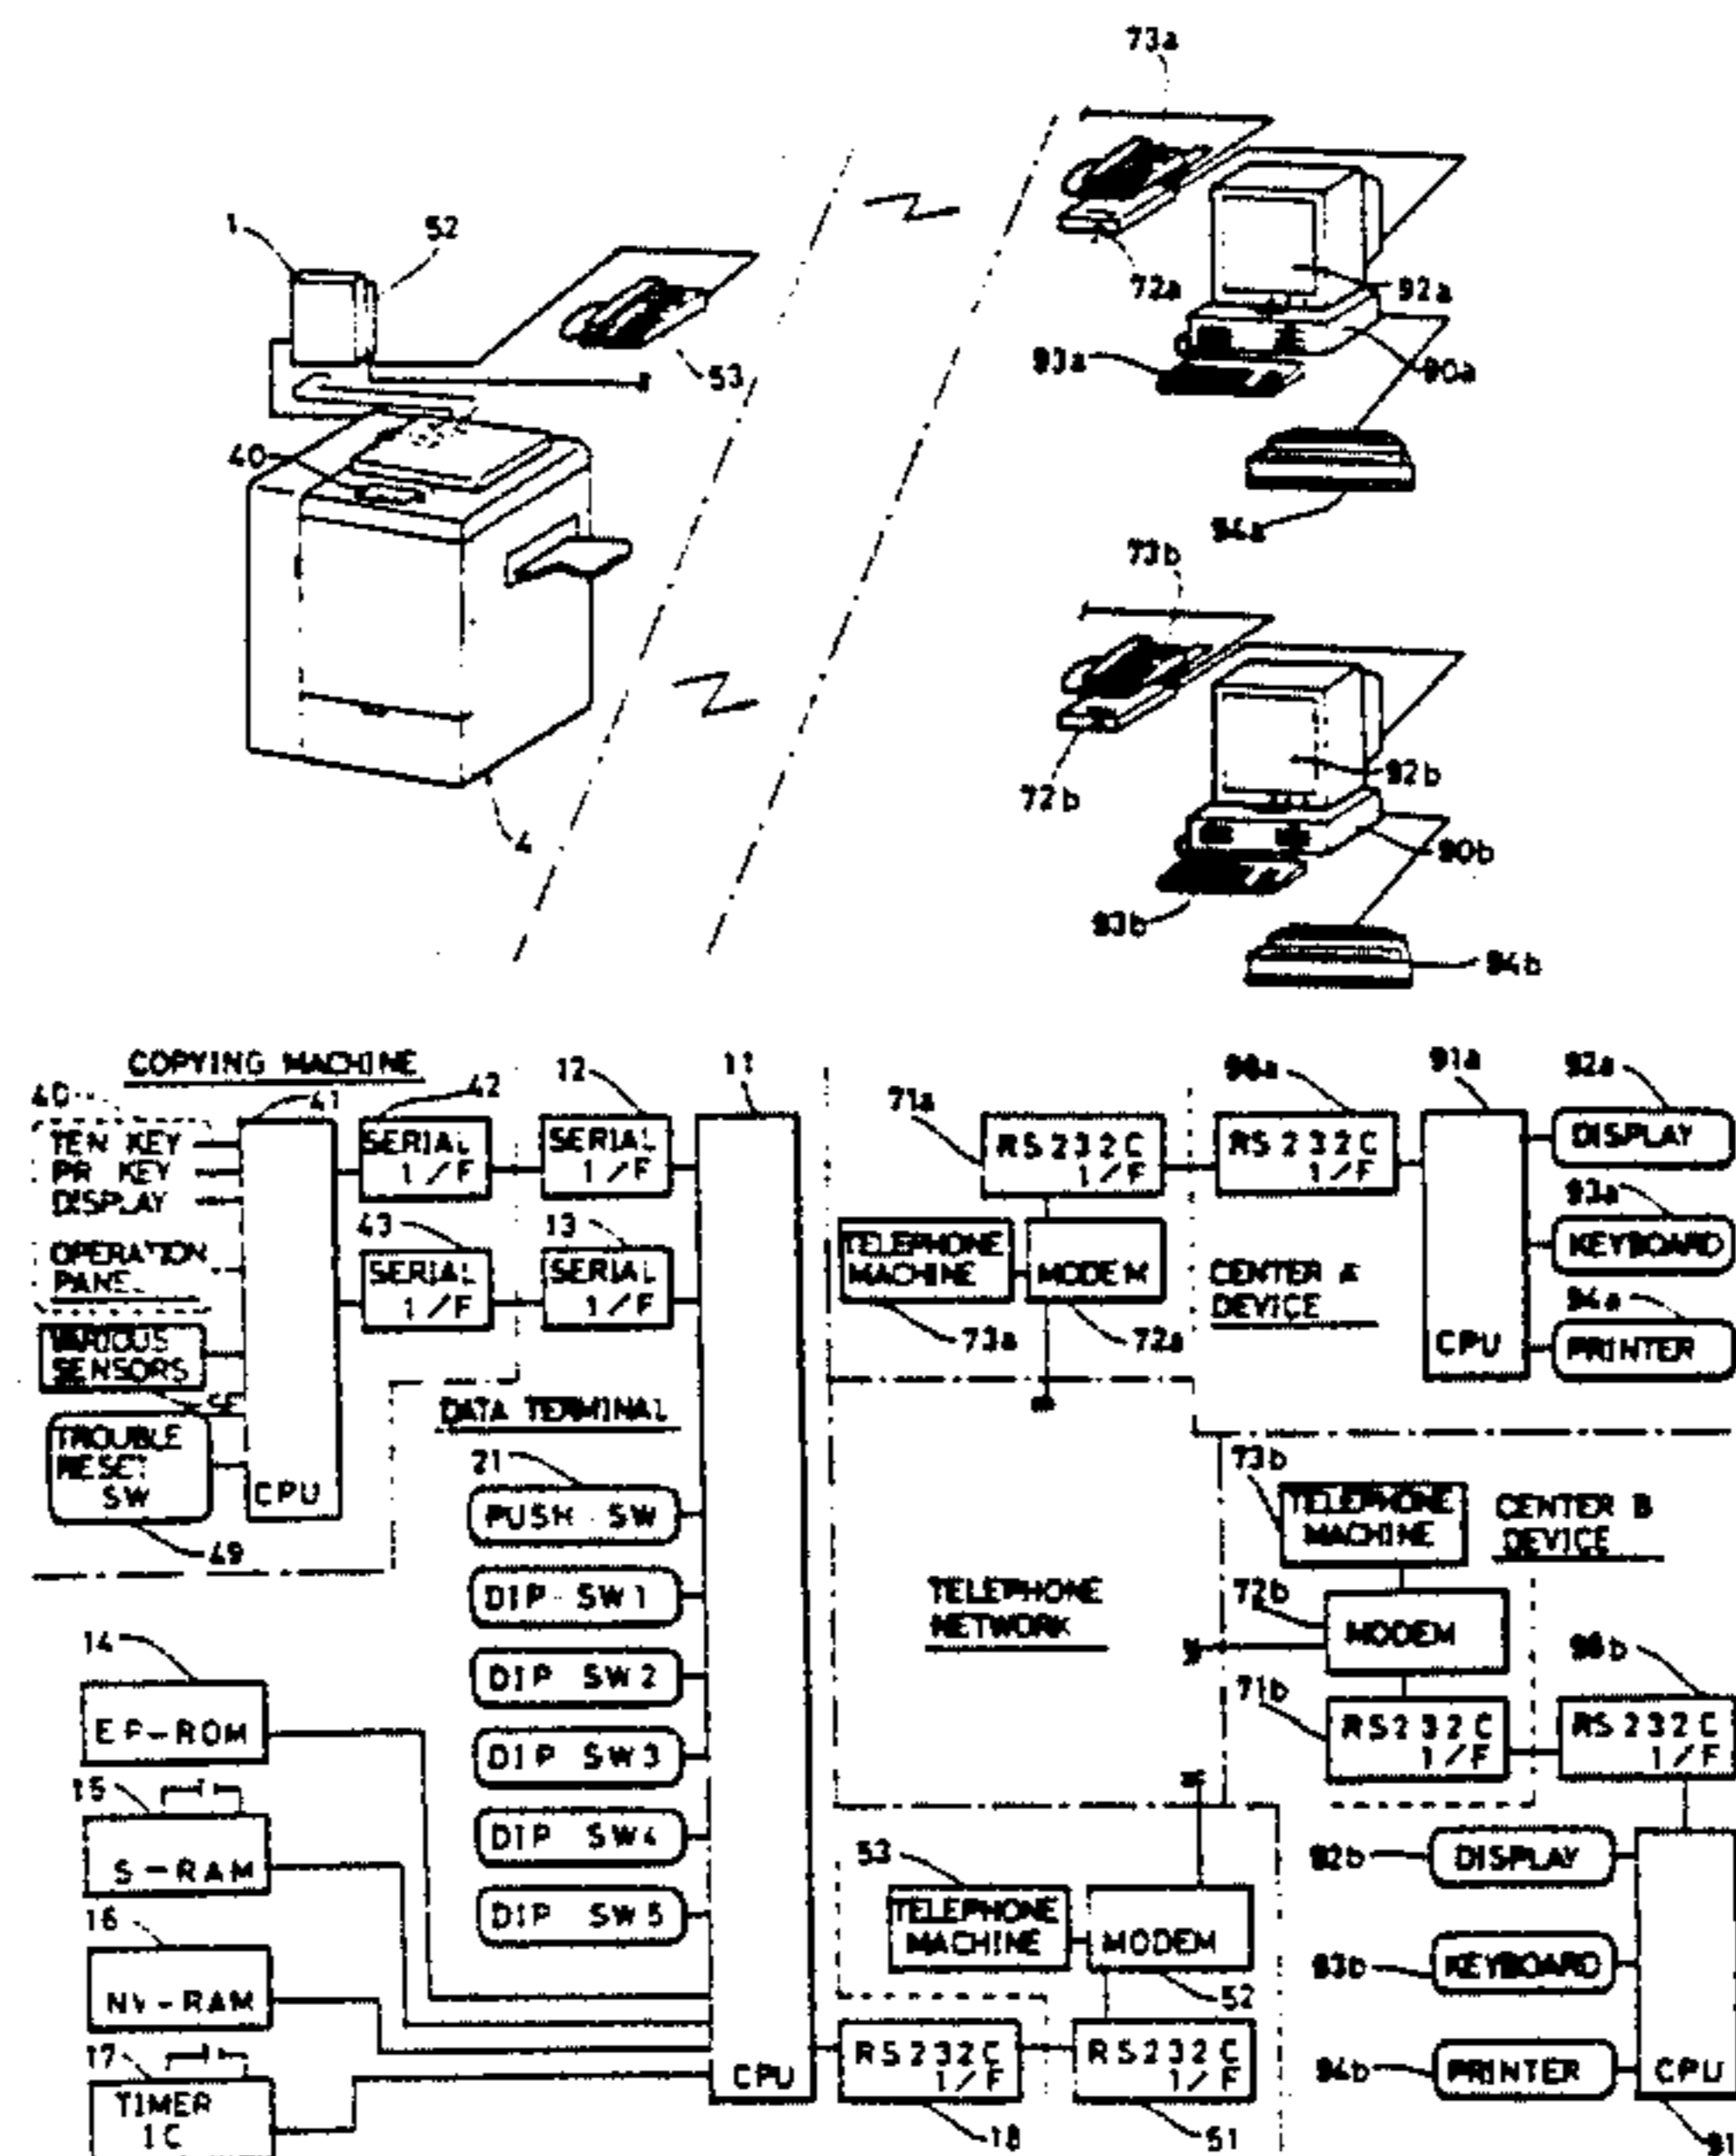 73a
1
52
72a
92a
53
93a
90a
40
94a
73b
92b
72b
4
90b
93b
94b
COPYING MACHINE
40
41
42
12
11
TEN KEY
PR KEY
DISPLAY
OPERATION
SERIAL
I/F
SERIAL
I/F
43
13
SERIAL
I/F
SERIAL
I/F
VARIOUS
SENSORS
SE
TROUBLE
RESET
SW
CPU
49
71a
RS232C
I/F
96a
RS232C
I/F
91a
CPU
92a
DISPLAY
93a
KEYBOARD
94a
PRINTER
TELEPHONE
MACHINE
MODEM
73a
72a
CENTER A
DEVICE
DATA TERMINAL
21
PUSH SW
DIP SW1
DIP SW2
DIP SW3
DIP SW4
DIP SW5
14
EP-ROM
15
S-RAM
16
NV-RAM
17
TIMER
IC
CPU
TELEPHONE
NETWORK
73b
TELEPHONE
MACHINE
CENTER B
DEVICE
72b
MODEM
71b
RS232C
I/F
96b
RS232C
I/F
53
TELEPHONE
MACHINE
MODEM
52
RS232C
I/F
18
RS232C
I/F
51
92b
DISPLAY
93b
KEYBOARD
94b
PRINTER
CPU